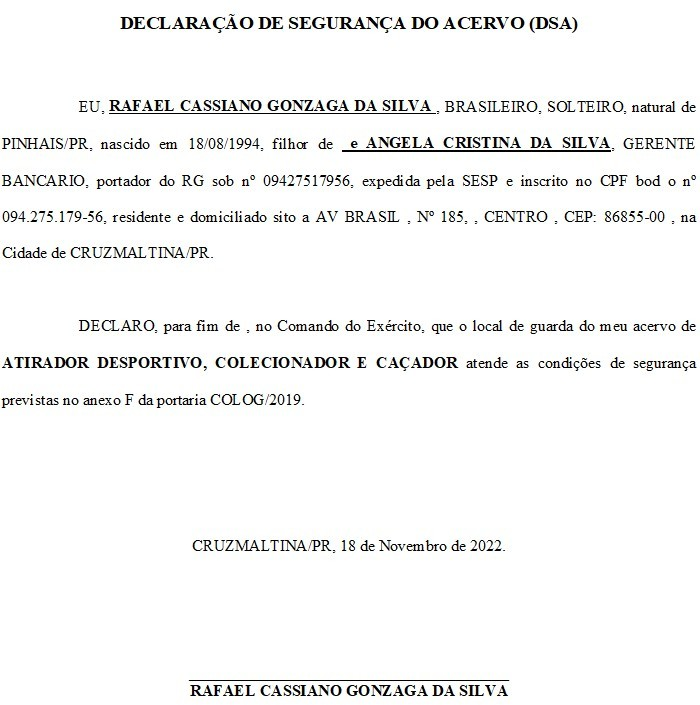 DECLARAÇÃO DE SEGURANÇA DO ACERVO (DSA)
EU, RAFAEL CASSIANO GONZAGA DA SILVA , BRASILEIRO, SOLTEIRO, natural de
PINHAIS/PR, nascido em 18/08/1994, filhor de e ANGELA CRISTINA DA SILVA, GERENTE
BANCARIO, portador do RG sob nº 09427517956, expedida pela SESP e inscrito no CPF bod o nº
094.275.179-56, residente e domiciliado sito a AV BRASIL , Nº 185, , CENTRO , CEP: 86855-00 , na
Cidade de CRUZMALTINA/PR.
DECLARO, para fim de , no Comando do Exército, que o local de guarda do meu acervo de
ATIRADOR DESPORTIVO, COLECIONADOR E CAÇADOR atende as condições de segurança
previstas no anexo F da portaria COLOG/2019.
CRUZMALTINA/PR, 18 de Novembro de 2022.
RAFAEL CASSIANO GONZAGA DA SILVA